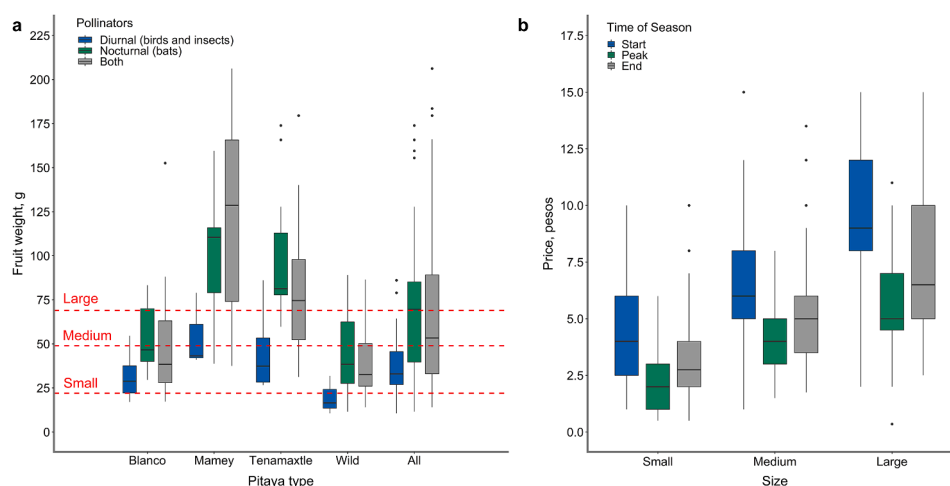 a
Pollinators
Diurnal (birds and insects)
Nocturnal (bats)
Both
225
200
175
150
125
100
75
50
25
0
Fruit weight, g
Large
Medium
Small
Blanco Mamey Tenamaxtle Wild All
Pitaya type
b
Time of Season
Start
Peak
End
17.5
15.0
12.5
10.0
7.5
5.0
2.5
0.0
Price, pesos
Small Medium Large
Size